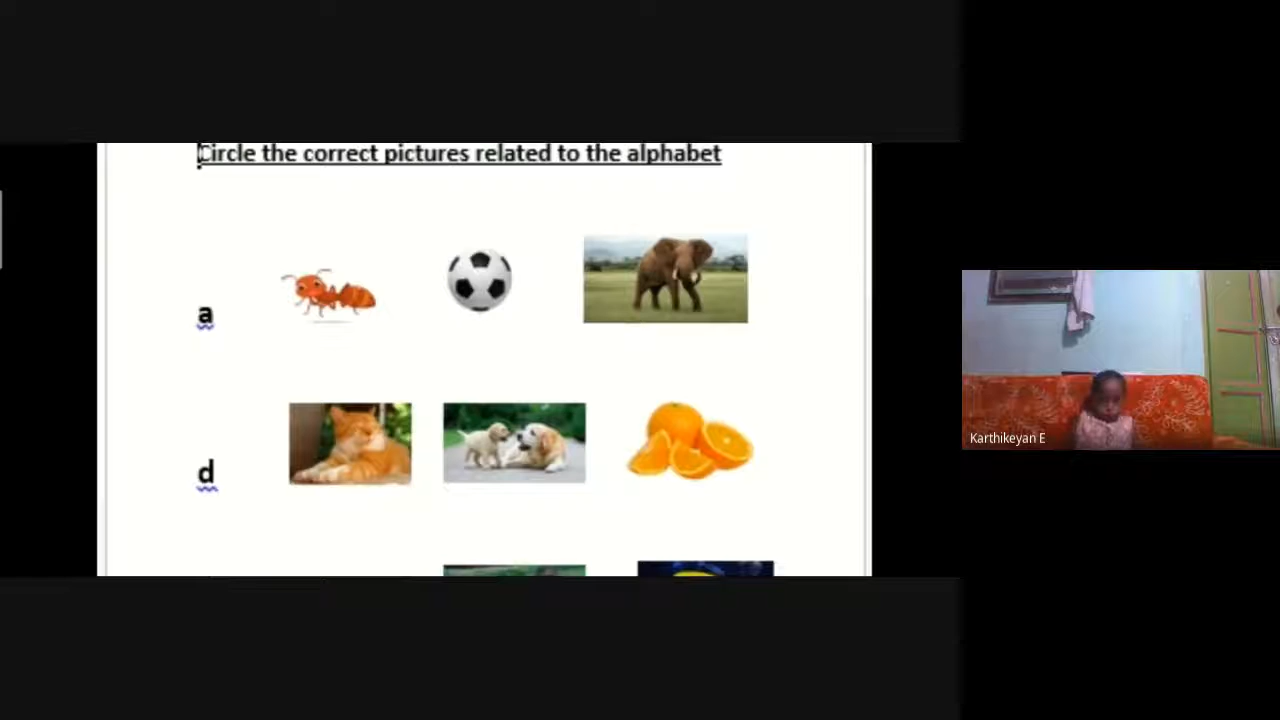 Circle the correct pictures related to the alphabet
a
d
Karthikeyan E